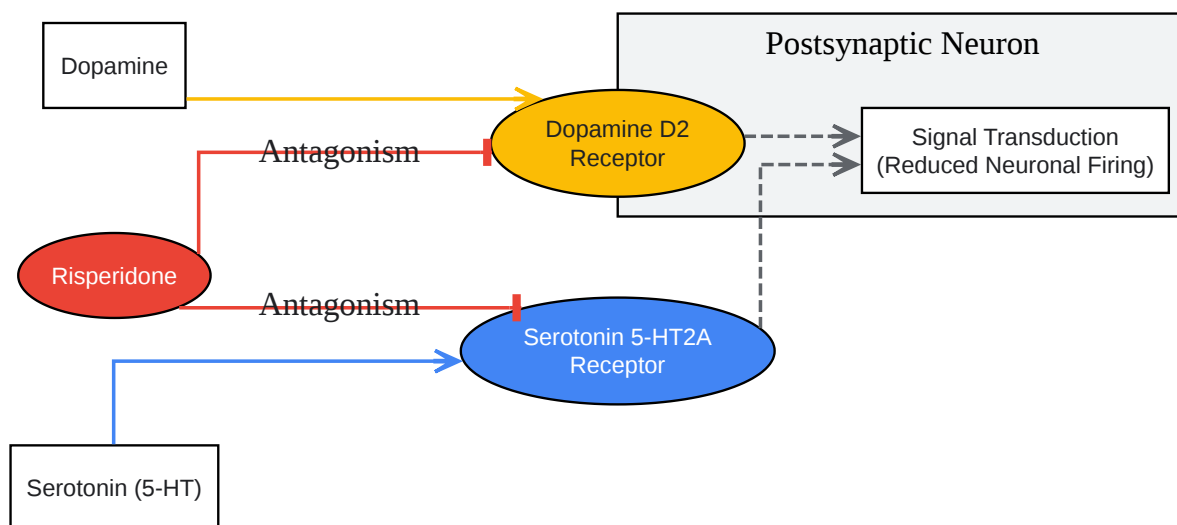 Postsynaptic Neuron
Dopamine
Dopamine D2
Receptor
Signal Transduction
(Reduced Neuronal Firing)
Antagonism
Risperidone
Antagonism
Serotonin 5-HT2A
Receptor
Serotonin (5-HT)